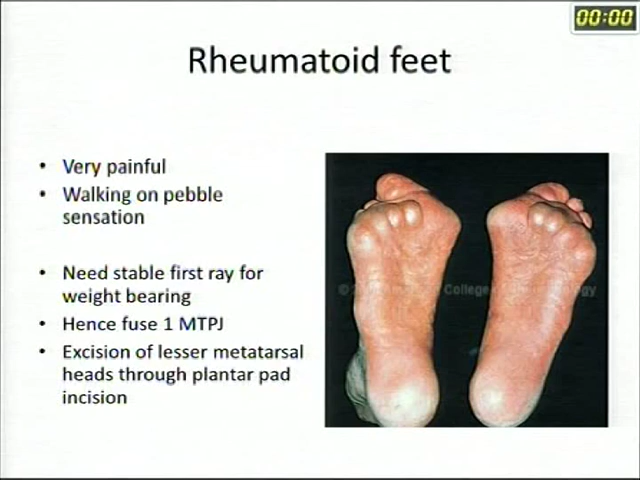 00:00
Rheumatoid feet
• Very painful
• Walking on pebble
sensation
• Need stable first ray for
weight bearing
• Hence fuse 1 MTPJ
• Excision of lesser metatarsal
heads through plantar pad
incision
© College